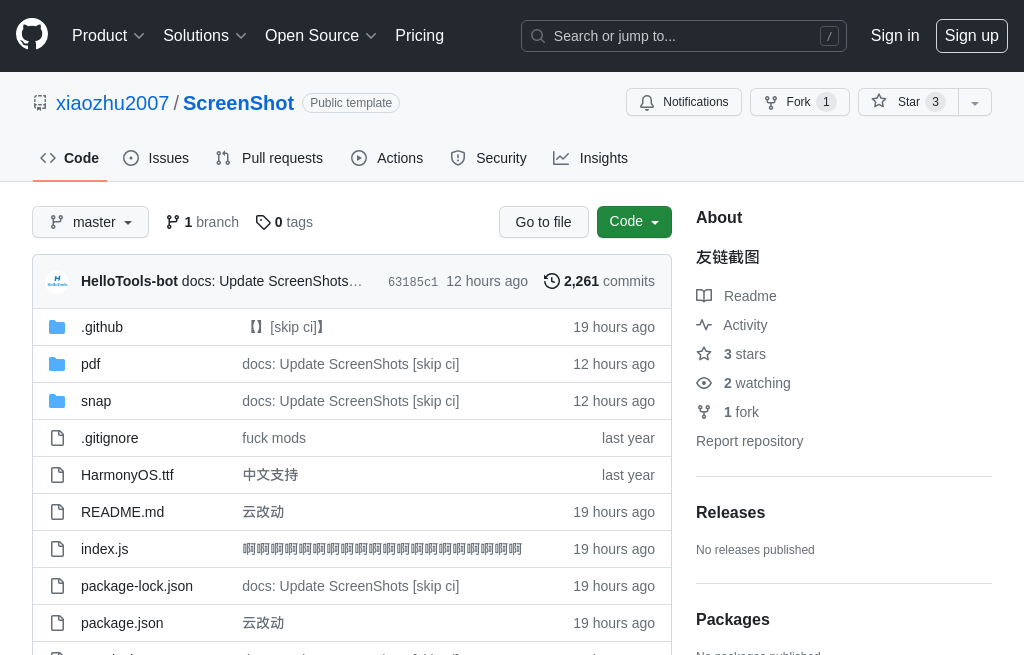 Product Solutions Open Source Pricing Search or jump to... / Sign in Sign up
xiaozhu2007 / ScreenShot Public template Notifications Fork 1 Star 3
Code Issues Pull requests Actions Security Insights
master 1 branch 0 tags Go to file Code
HelloTools-bot docs: Update ScreenShots… 63185c1 12 hours ago 2,261 commits
.github 【】[skip ci]】 19 hours ago
pdf docs: Update ScreenShots [skip ci] 12 hours ago
snap docs: Update ScreenShots [skip ci] 12 hours ago
.gitignore fuck mods last year
HarmonyOS.ttf 中文支持 last year
README.md 云改动 19 hours ago
index.js 啊啊啊啊啊啊啊啊啊啊啊啊啊啊啊啊啊啊啊啊 19 hours ago
package-lock.json docs: Update ScreenShots [skip ci] 19 hours ago
package.json 云改动 19 hours ago
About
友链截图
Readme
Activity
3 stars
2 watching
1 fork
Report repository
Releases
No releases published
Packages
No packages published